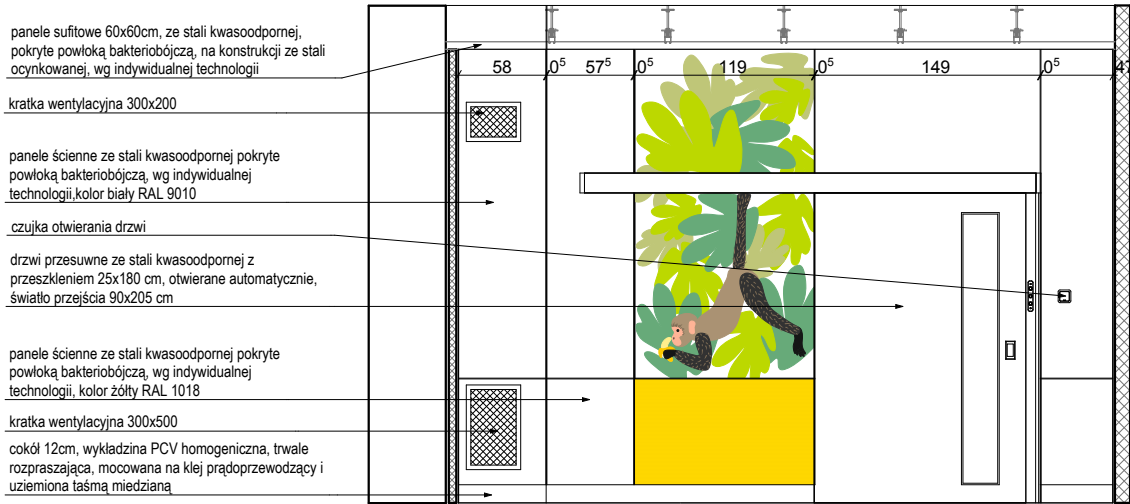 panele sufitowe 60x60cm, ze stali kwasoodpornej,
pokryte powłoką bakteriobójczą, na konstrukcji ze stali
ocynkowanej, wg indywidualnej technologii
58 0⁵ 57⁵ 0⁵ 119 0⁵ 149 0⁵ 47
kratka wentylacyjna 300x200
panele ścienne ze stali kwasoodpornej pokryte
powłoką bakteriobójczą, wg indywidualnej
technologii,kolor biały RAL 9010
czujka otwierania drzwi
drzwi przesuwne ze stali kwasoodpornej z
przeszkleniem 25x180 cm, otwierane automatycznie,
światło przejścia 90x205 cm
panele ścienne ze stali kwasoodpornej pokryte
powłoką bakteriobójczą, wg indywidualnej
technologii, kolor żółty RAL 1018
kratka wentylacyjna 300x500
cokół 12cm, wykładzina PCV homogeniczna, trwale
rozpraszająca, mocowana na klej prądoprzewodzący i
uziemiona taśmą miedzianą